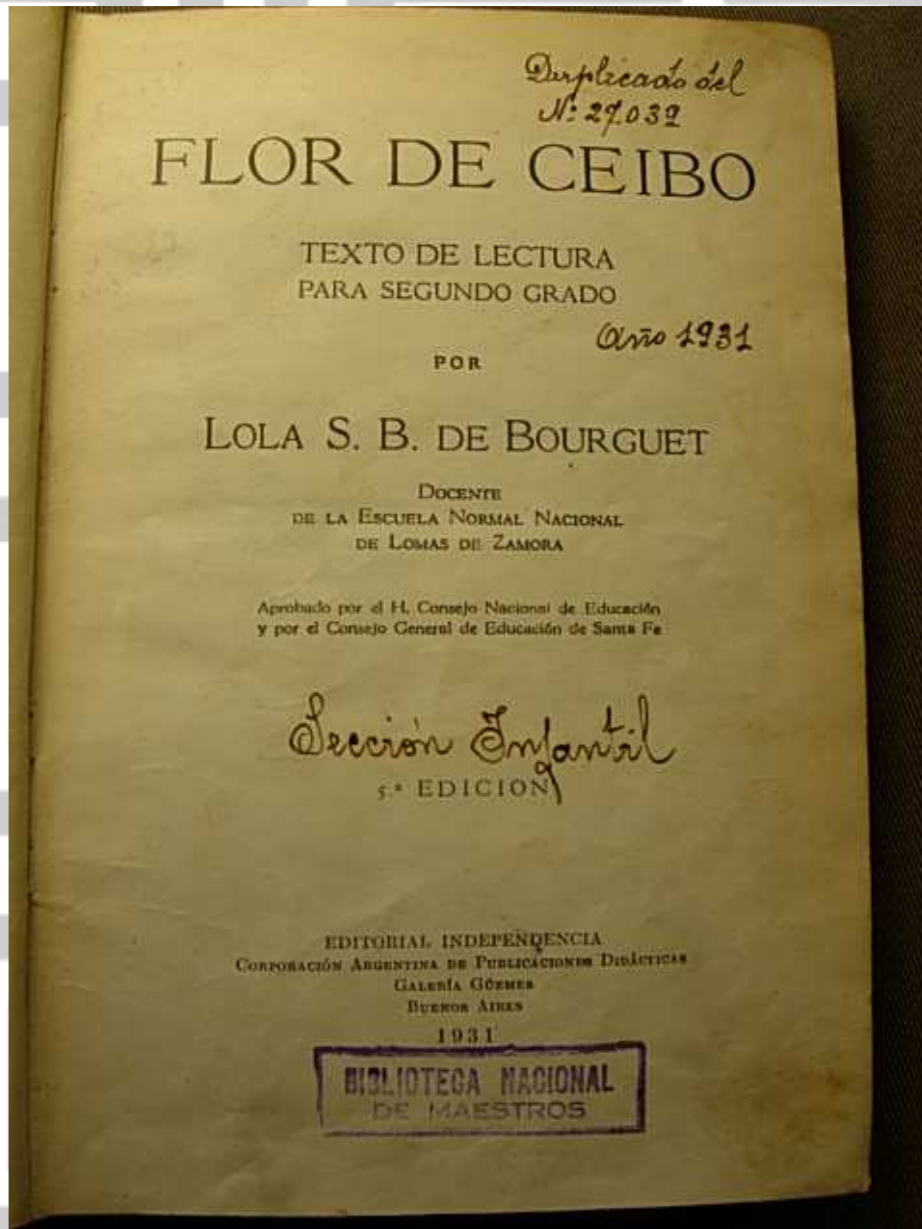 Duplicado del
Nº 27.039
FLOR DE CEIBO
TEXTO DE LECTURA
PARA SEGUNDO GRADO
Año 1931
POR
LOLA S. B. DE BOURGUET
DOCENTE
DE LA ESCUELA NORMAL NACIONAL
DE LOMAS DE ZAMORA
Aprobado por el H. Consejo Nacional de Educación
y por el Consejo General de Educación de Santa Fe
Sección Infantil
5.ª EDICION
EDITORIAL INDEPENDENCIA
CORPORACIÓN ARGENTINA DE PUBLICACIONES DIDÁCTICAS
GALERÍA GÜEMES
BUENOS AIRES
1931
BIBLIOTECA NACIONAL
DE MAESTROS